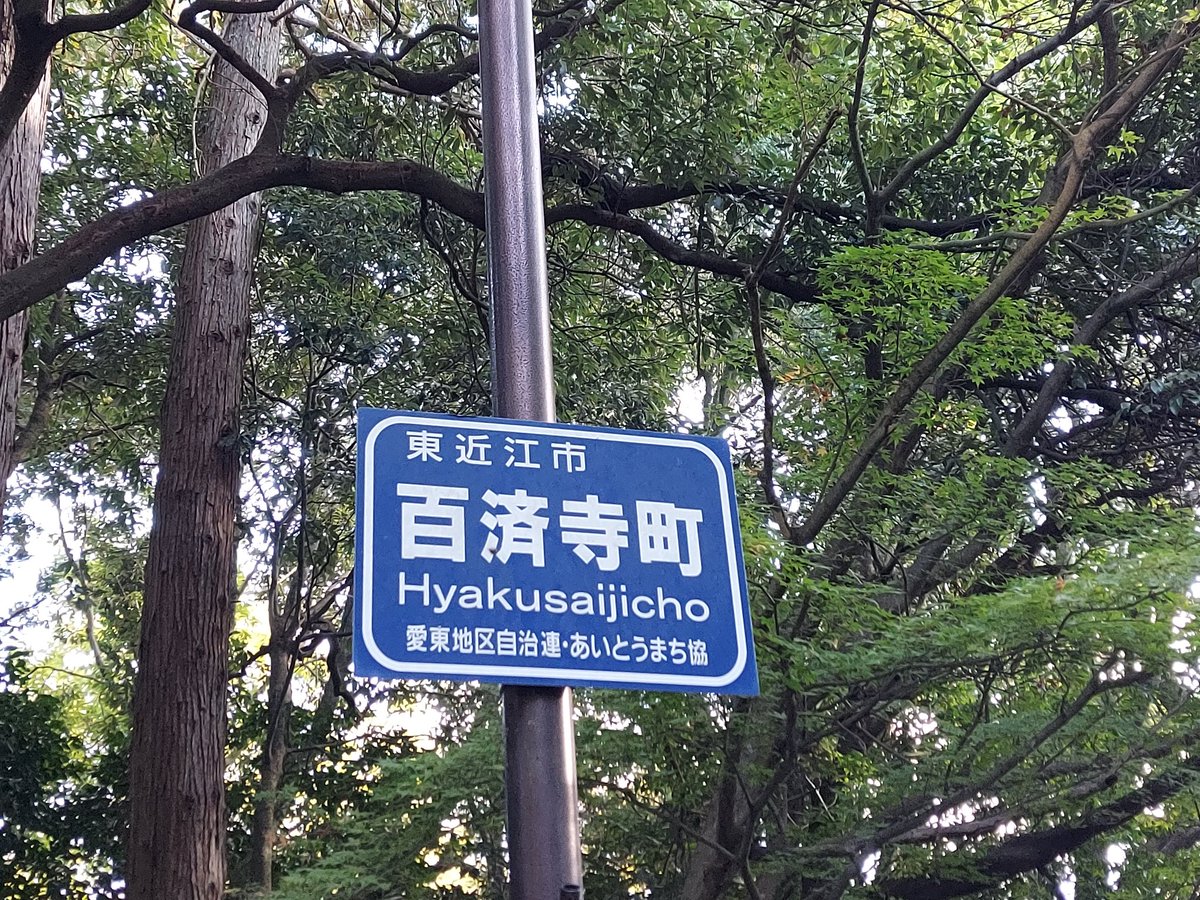 東近江市
百済寺町
Hyakusaijicho
愛東地区自治連・あいとうまち協